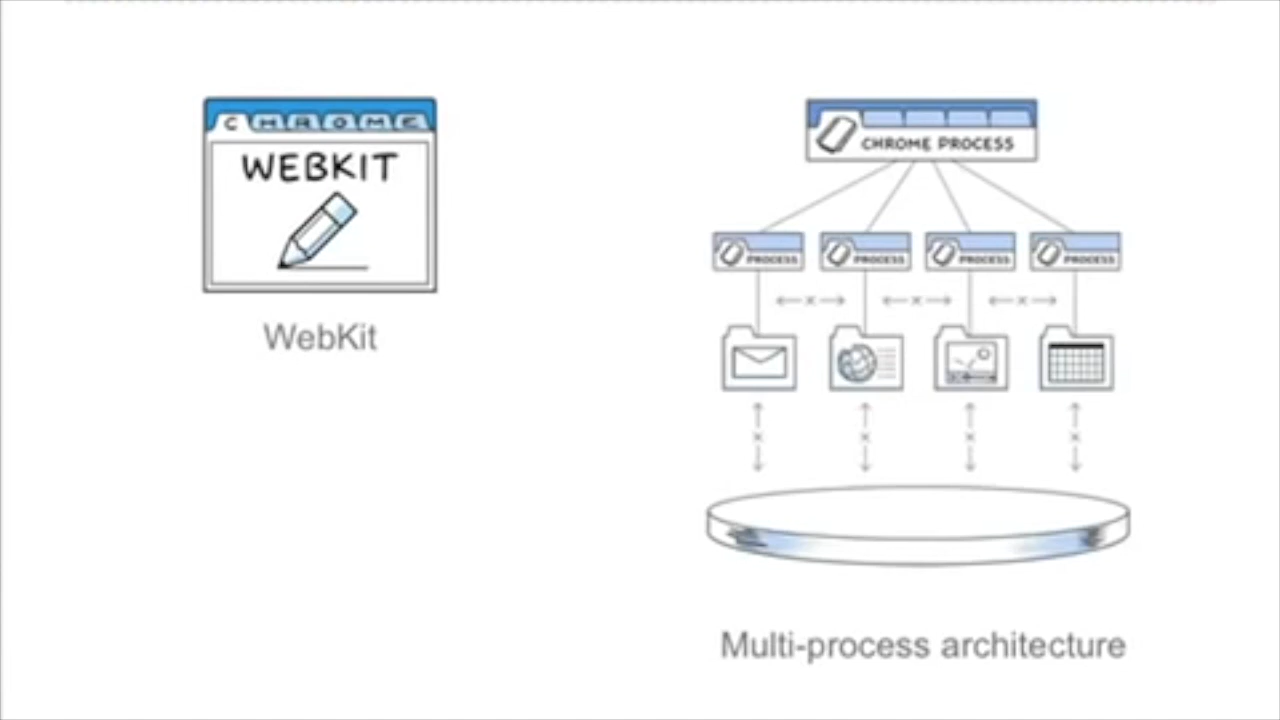 CHROME
WEBKIT
WebKit
CHROME PROCESS
PROCESS
PROCESS
PROCESS
PROCESS
Multi-process architecture